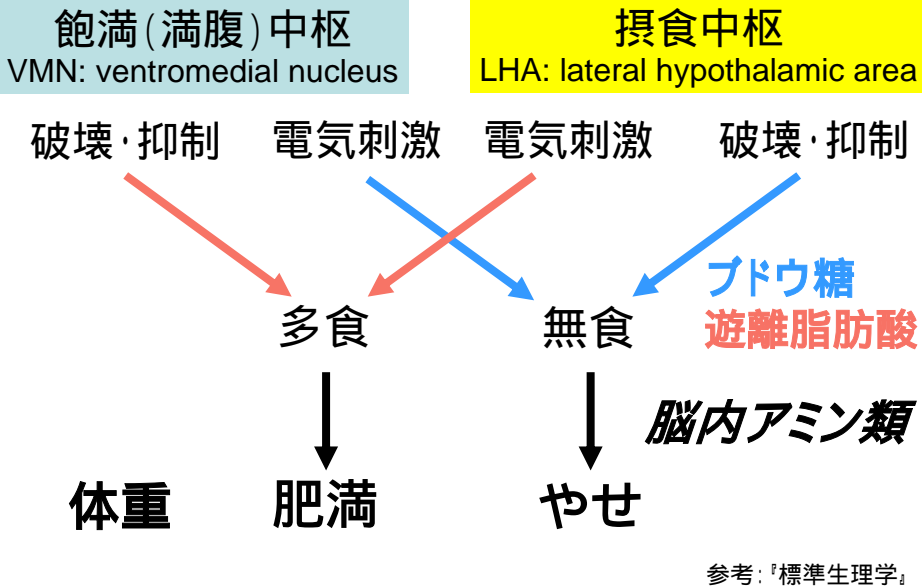 飽満(満腹)中枢
VMN: ventromedial nucleus
摂食中枢
LHA: lateral hypothalamic area
破壊・抑制
電気刺激
電気刺激
破壊・抑制
ブドウ糖
多食
無食
遊離脂肪酸
脳内アミン類
体重
肥満
やせ
参考:『標準生理学』